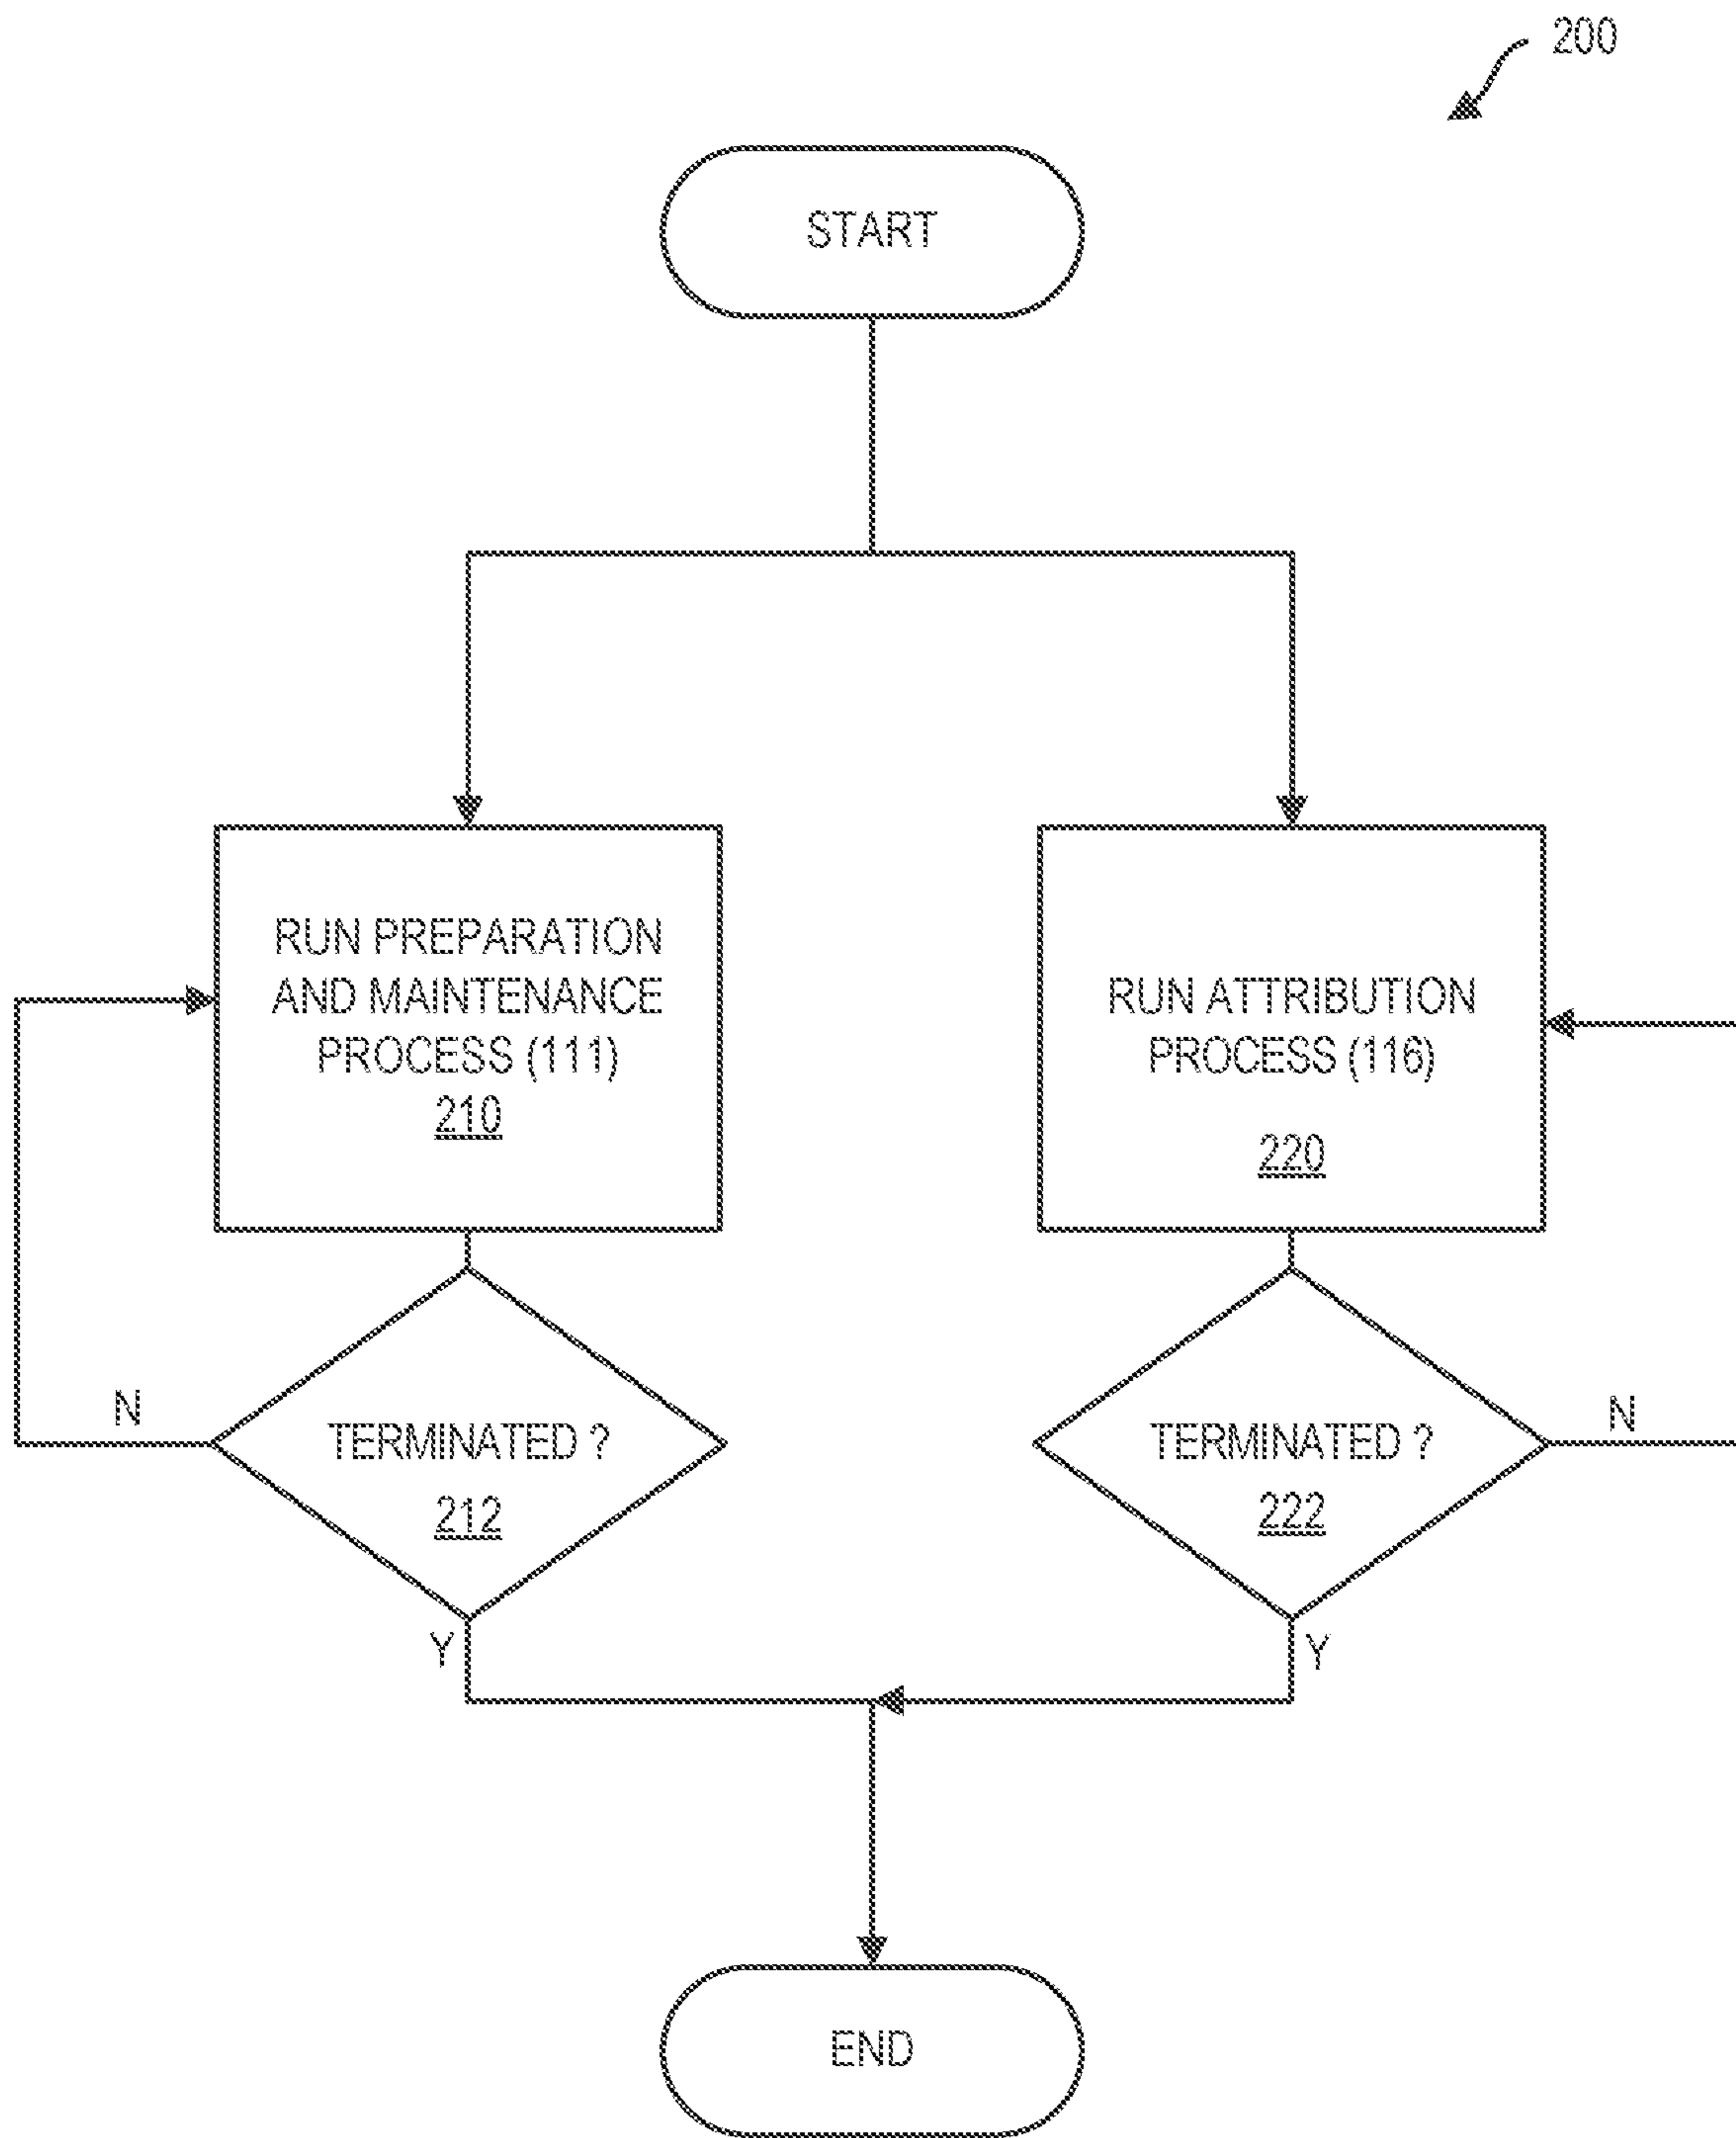 200
START
RUN PREPARATION
AND MAINTENANCE
PROCESS (111)
210
RUN ATTRIBUTION
PROCESS (116)
220
N
TERMINATED ?
212
Y
TERMINATED ?
222
N
Y
END